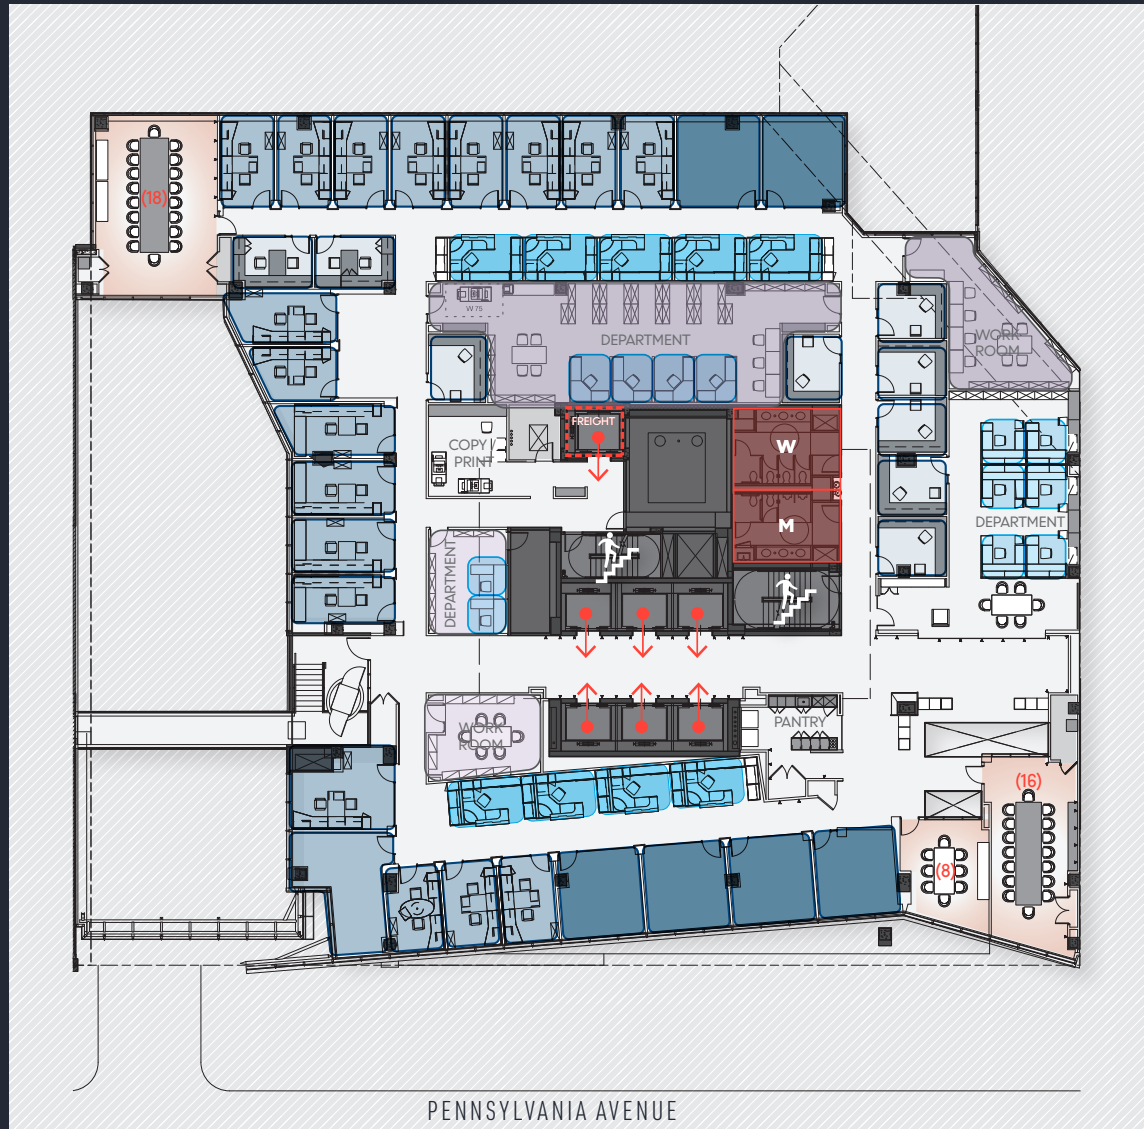 (18)
W 75
DEPARTMENT
WORK
ROOM
FREIGHT
COPY /
PRINT
W
M
DEPARTMENT
DEPARTMENT
WORK
ROOM
PANTRY
(16)
(8)
PENNSYLVANIA AVENUE